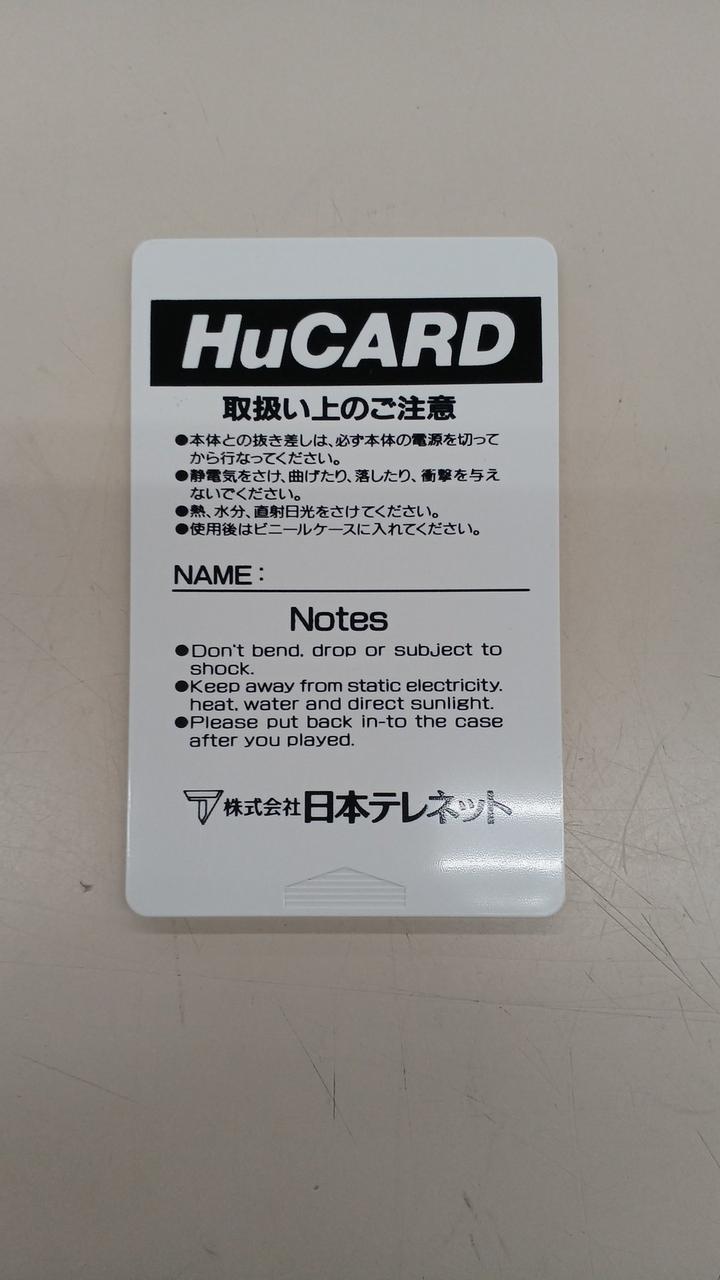 HuCARD
取扱い上のご注意
●本体との抜き差しは、必ず本体の電源を切って
から行なってください。
●静電気をさけ、曲げたり、落したり、衝撃を与え
ないでください。
●熱、水分、直射日光をさけてください。
●使用後はビニールケースに入れてください。
NAME:
Notes
●Don't bend, drop or subject to
shock.
●Keep away from static electricity,
heat, water and direct sunlight.
●Please put back in-to the case
after you played.
株式会社日本テレネット